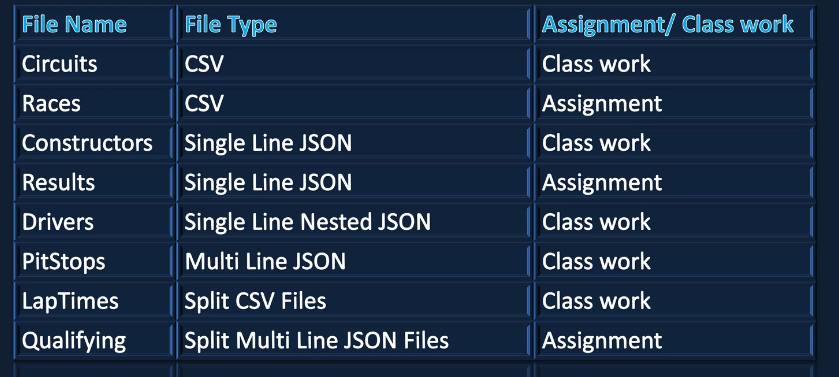 File Name File Type Assignment/ Class work
Circuits CSV Class work
Races CSV Assignment
Constructors Single Line JSON Class work
Results Single Line JSON Assignment
Drivers Single Line Nested JSON Class work
PitStops Multi Line JSON Class work
LapTimes Split CSV Files Class work
Qualifying Split Multi Line JSON Files Assignment